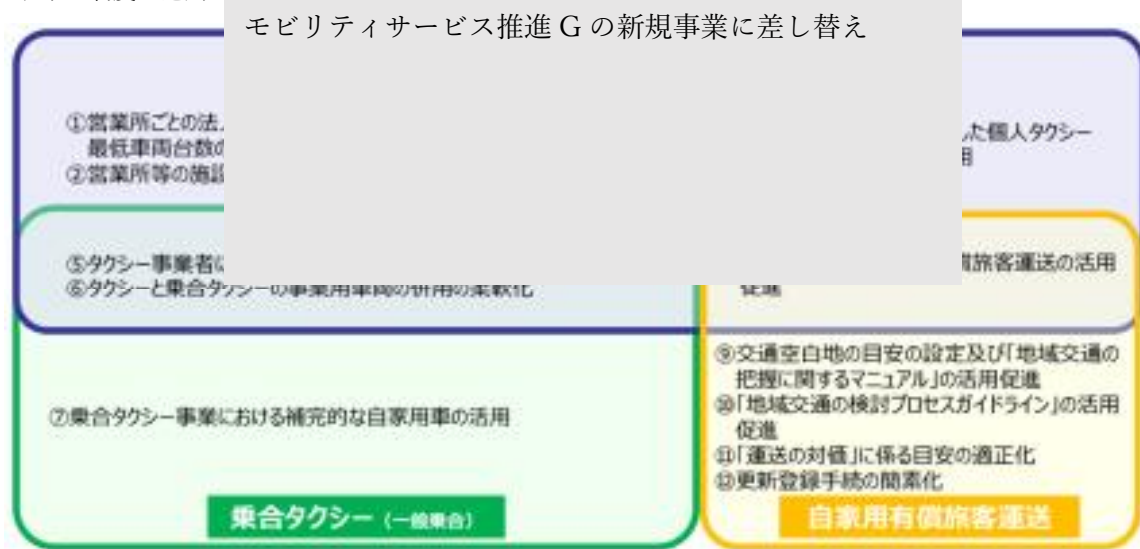 モビリティサービス推進 G の新規事業に差し替え
①営業所ごとの法
最低車両台数の
②営業所等の施設
た個人タクシー
⑤タクシー事業者に
⑥タクシーと乗合タクシーの事業用車両の併用の柔軟化
償旅客運送の活用
促進
⑦乗合タクシー事業における補完的な自家用車の活用
⑨交通空白地の目安の設定及び「地域交通の
把握に関するマニュアル」の活用促進
⑩「地域交通の検討プロセスガイドライン」の活用
促進
⑪「運送の対価」に係る目安の適正化
⑫更新登録手続の簡素化
乗合タクシー (一般乗合)
自家用有償旅客運送